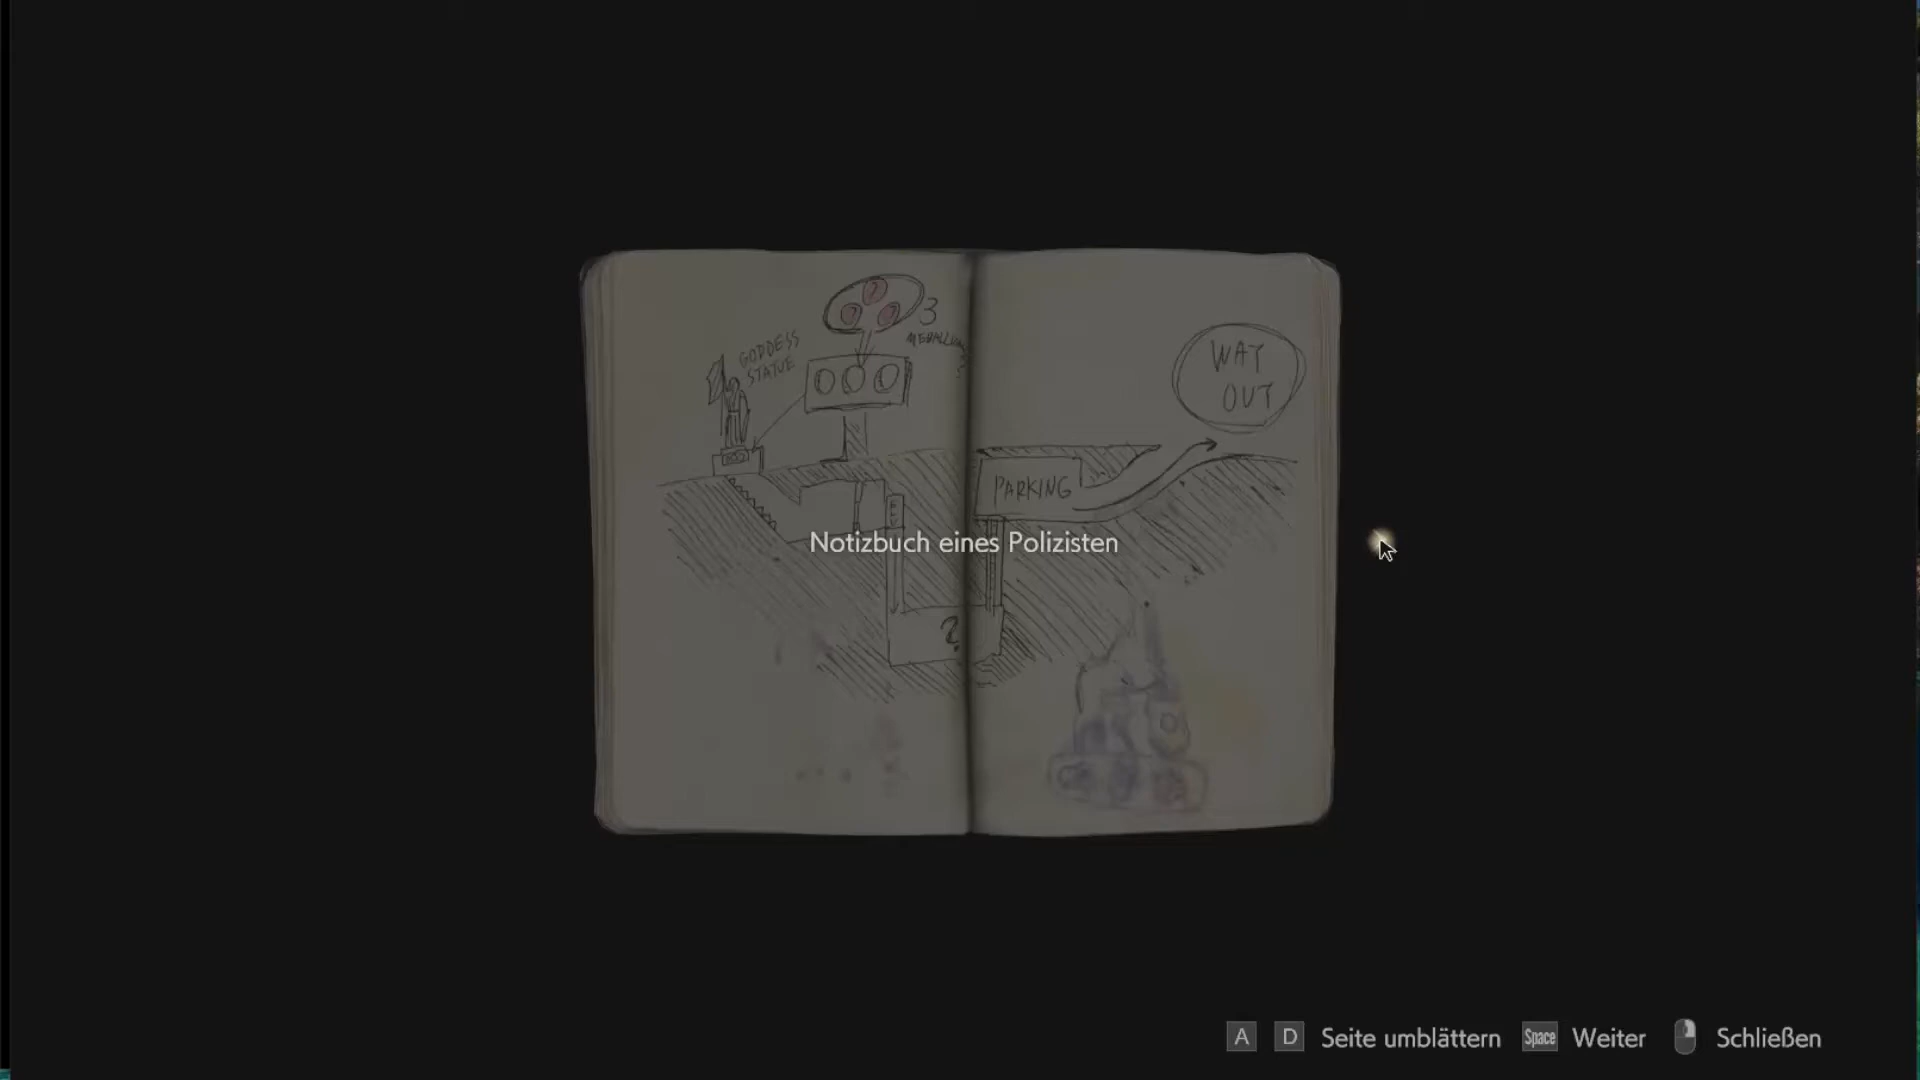 3
GODDESS
STATUE
WAY
OUT
PARKING
Notizbuch eines Polizisten
?
A D Seite umblättern Space Weiter Schließen